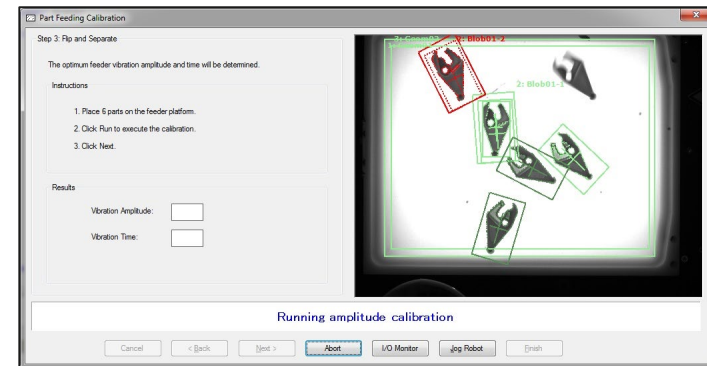 Part Feeding Calibration
Step 3: Flip and Separate
The optimum feeder vibration amplitude and time will be determined.
Instructions
1. Place 6 parts on the feeder platform.
2. Click Run to execute the calibration.
3. Click Next.
Results
Vibration Amplitude:
Vibration Time:
2: Blob01-2
2: Blob01-1
Running amplitude calibration
Cancel
< Back
Next >
Abort
I/O Monitor
Jog Robot
Finish